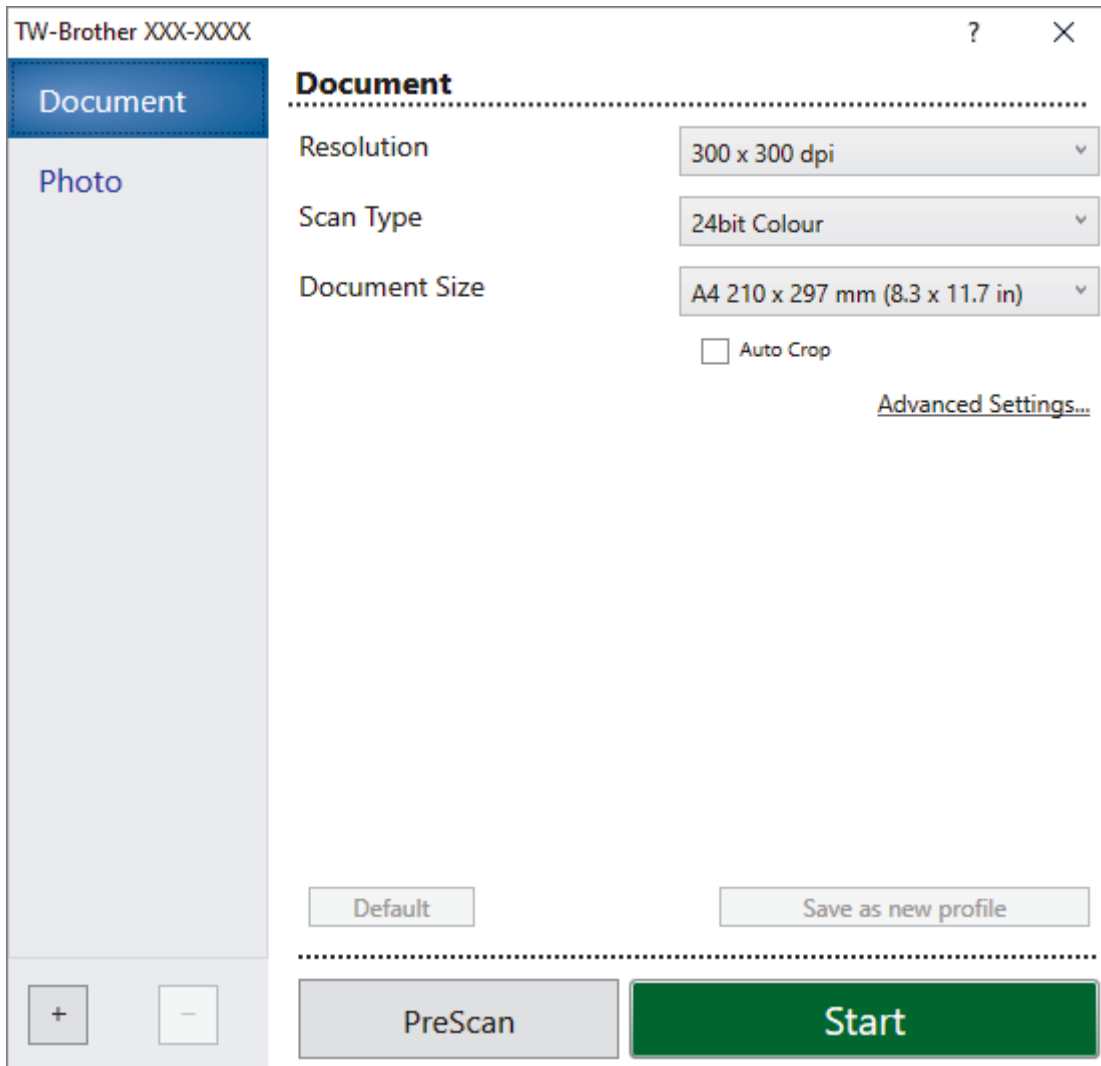 TW-Brother XXX-XXXX ?
Document
Photo
Document
Resolution 300 x 300 dpi
Scan Type 24bit Colour
Document Size A4 210 x 297 mm (8.3 x 11.7 in)
Auto Crop
Advanced Settings...
Default Save as new profile
+ − PreScan Start